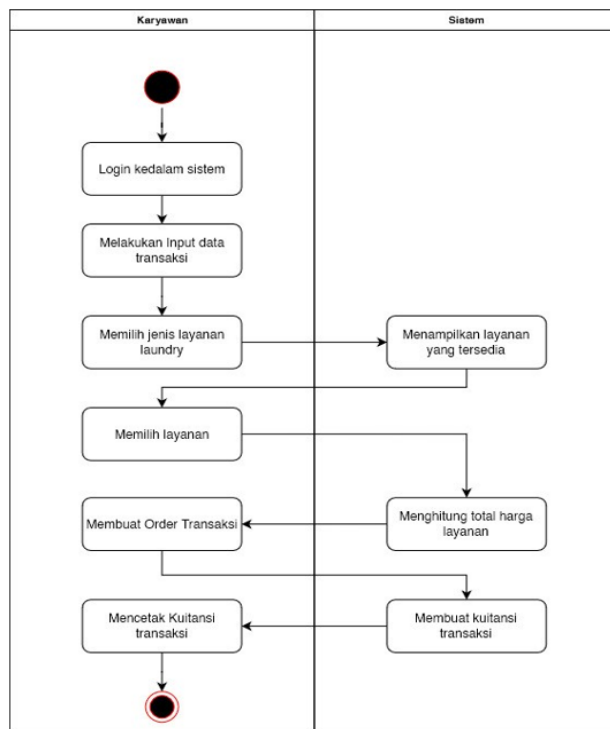 Karyawan
Sistem
Login kedalam sistem
Melakukan Input data
transaksi
Memilih jenis layanan
laundry
Menampilkan layanan
yang tersedia
Memilih layanan
Membuat Order Transaksi
Menghitung total harga
layanan
Mencetak Kuitansi
transaksi
Membuat kuitansi
transaksi